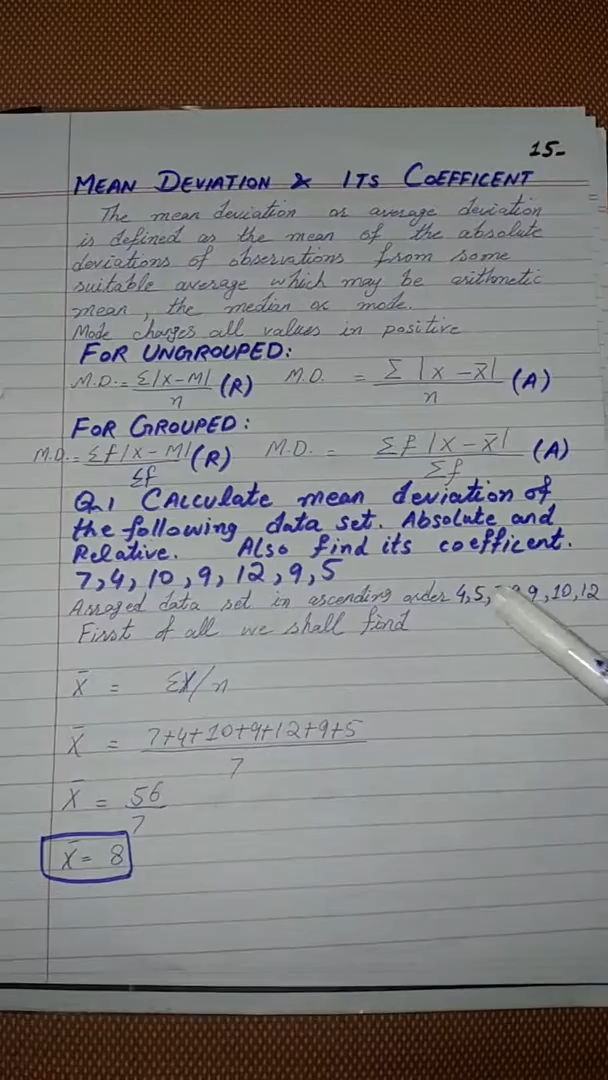 15-
MEAN DEVIATION & ITS COEFFICENT
The mean deviation or average deviation
is defined as the mean of the absolute
deviations of observations from some
suitable average which may be arithmetic
mean, the median or mode.
Mode changes all values in positive
FOR UNGROUPED:
M.D. = Σ|X-M|/n (R) M.D. = Σ|x-x̄|/n (A)
FOR GROUPED:
M.D. = Σf|X-M|/Σf (R) M.D. = Σf|X-x̄|/Σf (A)
Q.1 CAlculate mean deviation of
the following data set. Absolute and
Relative. Also find its coefficent.
7,4,10,9,12,9,5
Arraged data set in ascending order 4,5, 9,10,12
First of all we shall find
X̄ = ΣX/n
X̄ = 7+4+10+9+12+9+5/7
X̄ = 56/7
X̄ = 8